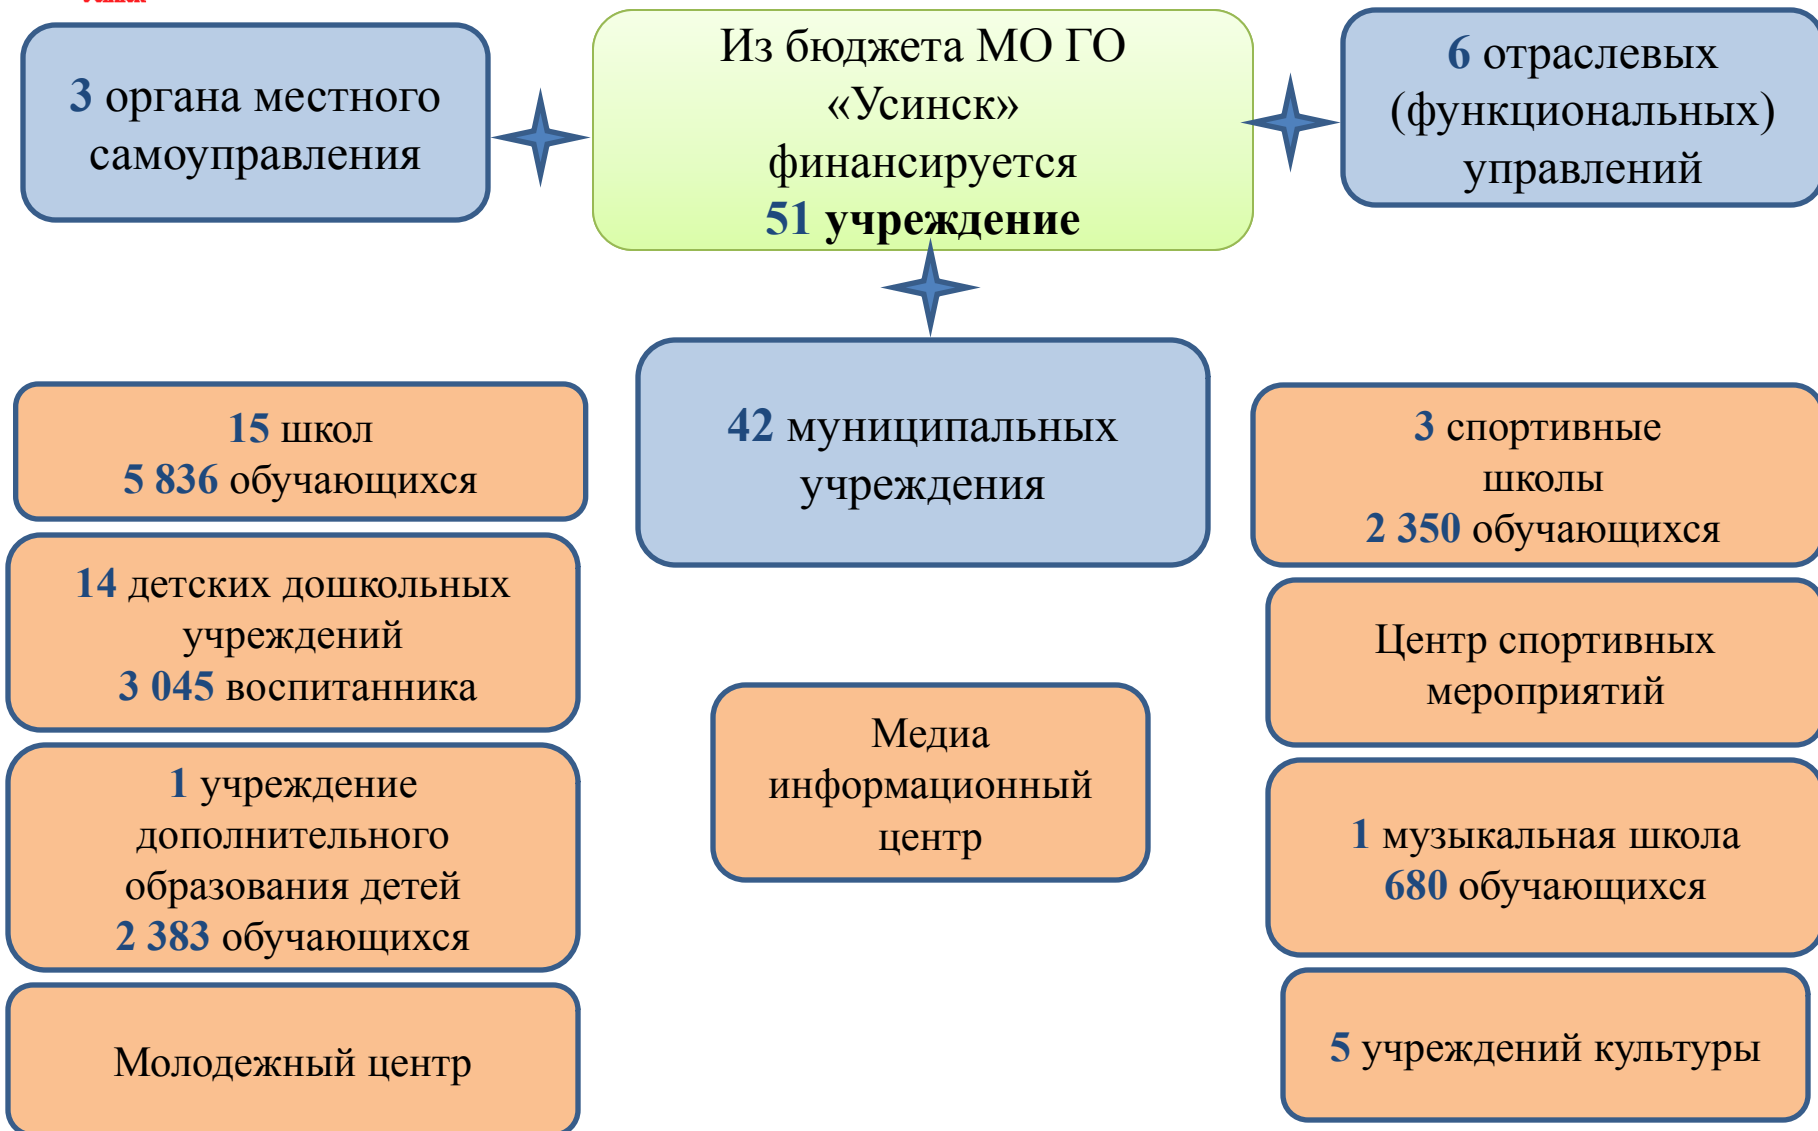 3 органа местного
самоуправления
Из бюджета МО ГО
«Усинск»
финансируется
51 учреждение
6 отраслевых
(функциональных)
управлений
42 муниципальных
учреждения
15 школ
5 836 обучающихся
14 детских дошкольных
учреждений
3 045 воспитанника
1 учреждение
дополнительного
образования детей
2 383 обучающихся
Молодежный центр
Медиа
информационный
центр
3 спортивные
школы
2 350 обучающихся
Центр спортивных
мероприятий
1 музыкальная школа
680 обучающихся
5 учреждений культуры